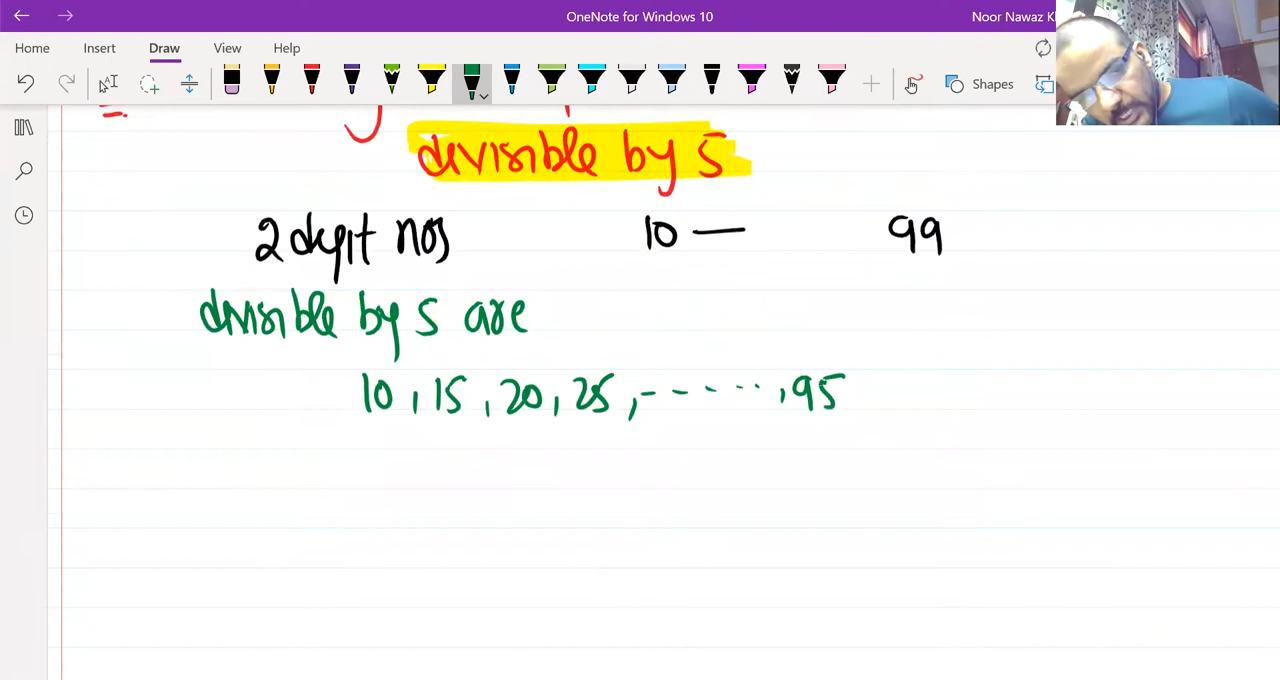 OneNote for Windows 10
Noor Nawaz Kh
Home Insert Draw View Help
Shapes
divisible by 5
2 digit nos 10 — 99
divisible by 5 are
10, 15, 20, 25, - - - - - -, 95